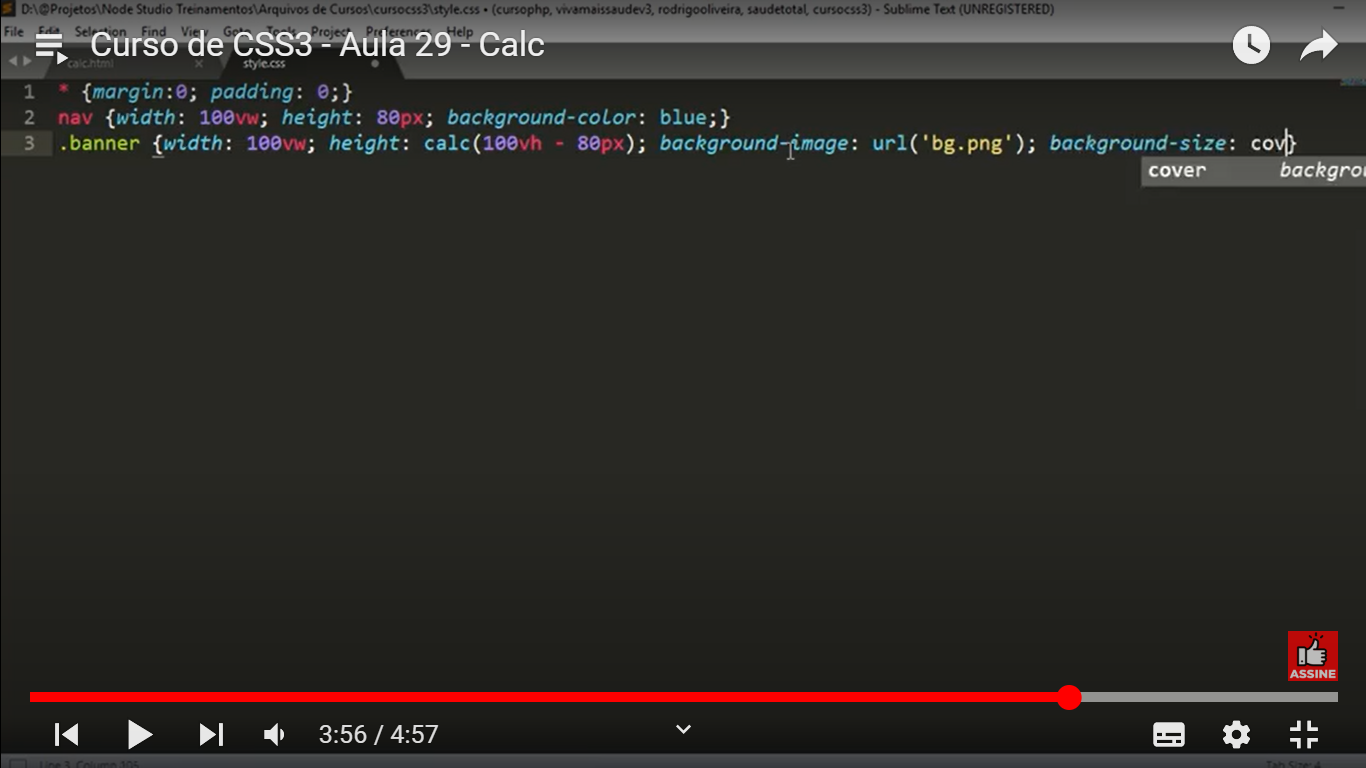 D:\@Projetos\Node Studio Treinamentos\Arquivos de Cursos\cursocss3\style.css • (cursophp, vivamaissaudev3, rodrigooliveira, saudetotal, cursocss3) - Sublime Text (UNREGISTERED)
File Edit Selection Find View Goto Tools Project Preferences Help
Curso de CSS3 - Aula 29 - Calc
calc.html style.css
1 * {margin:0; padding: 0;}
2 nav {width: 100vw; height: 80px; background-color: blue;}
3 .banner {width: 100vw; height: calc(100vh - 80px); background-image: url('bg.png'); background-size: cov}
cover backgrou
ASSINE
3:56 / 4:57
Line 3, Column 105 Tab Size: 4